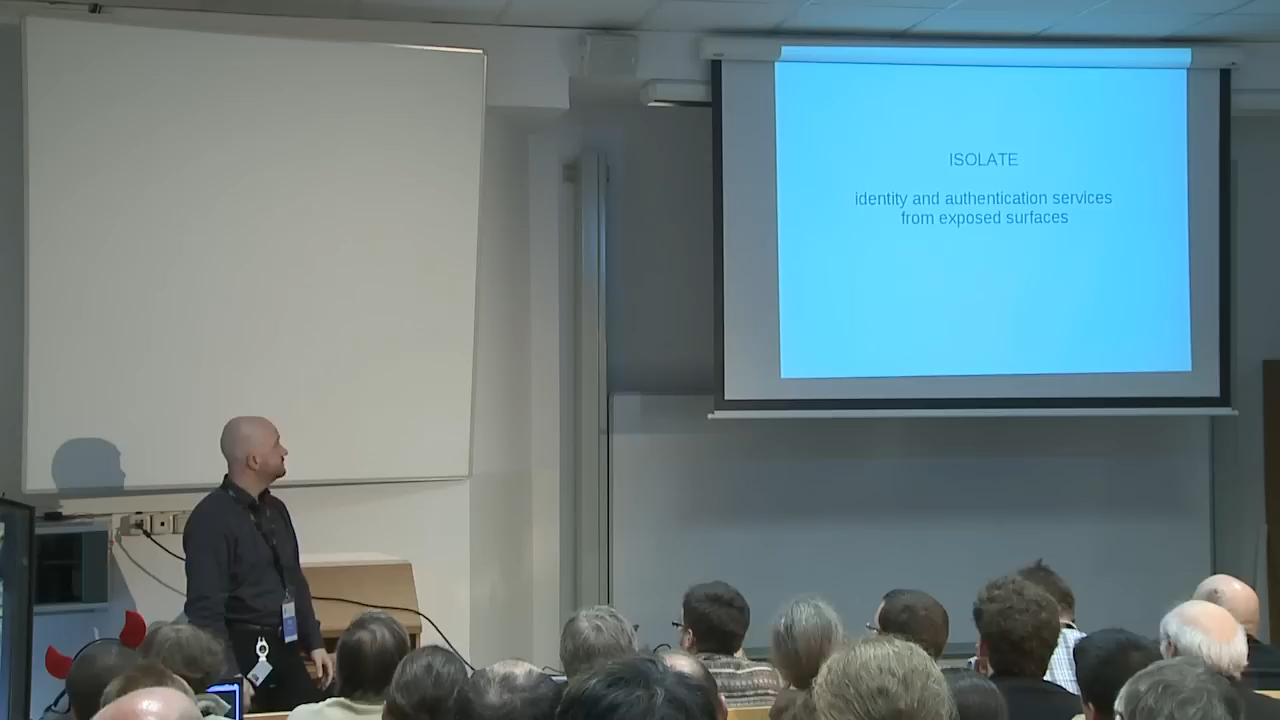 ISOLATE
identity and authentication services
from exposed surfaces